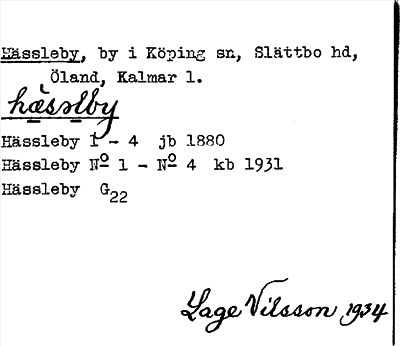 Hässleby, by i Köping sn, Slättbo hd,
Öland, Kalmar l.
hæsəlby
Hässleby 1 - 4 jb 1880
Hässleby Nº 1 - Nº 4 kb 1931
Hässleby G22
Lage Nilsson 1934